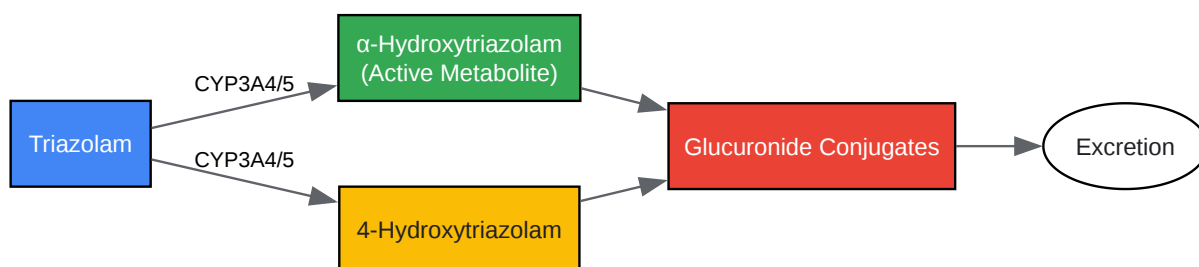 Triazolam
CYP3A4/5
CYP3A4/5
α-Hydroxytriazolam
(Active Metabolite)
4-Hydroxytriazolam
Glucuronide Conjugates
Excretion